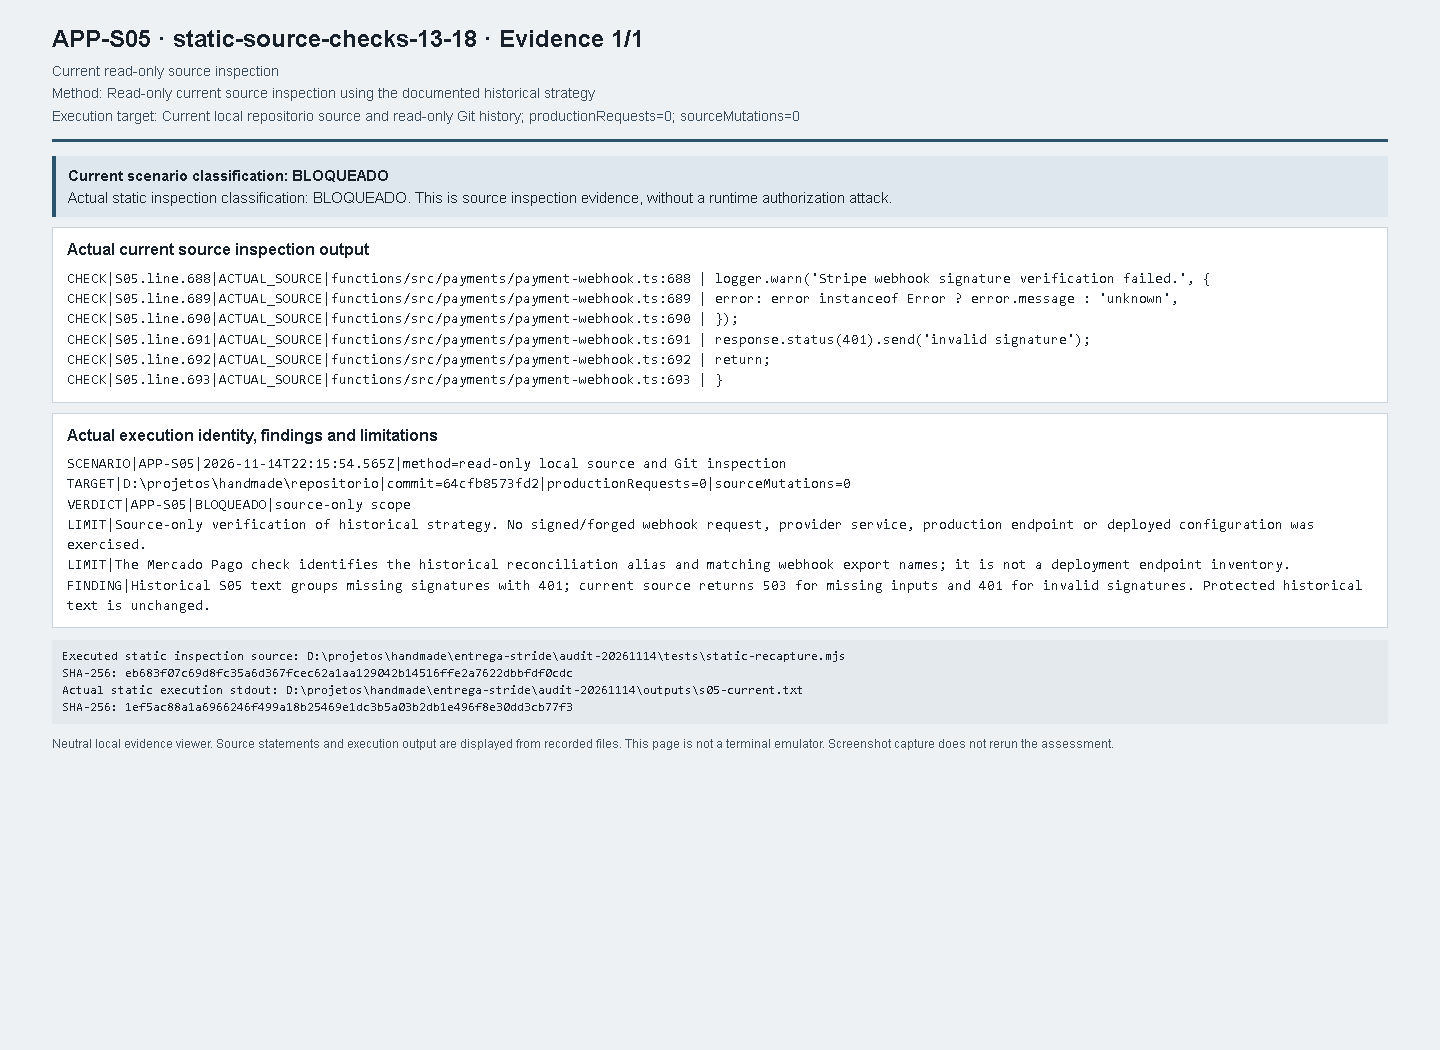 APP-S05 · static-source-checks-13-18 · Evidence 1/1
Current read-only source inspection
Method: Read-only current source inspection using the documented historical strategy
Execution target: Current local repositorio source and read-only Git history; productionRequests=0; sourceMutations=0
Current scenario classification: BLOQUEADO
Actual static inspection classification: BLOQUEADO. This is source inspection evidence, without a runtime authorization attack.
Actual current source inspection output
CHECK|S05.line.688|ACTUAL_SOURCE|functions/src/payments/payment-webhook.ts:688 | logger.warn('Stripe webhook signature verification failed.', {
CHECK|S05.line.689|ACTUAL_SOURCE|functions/src/payments/payment-webhook.ts:689 | error: error instanceof Error ? error.message : 'unknown',
CHECK|S05.line.690|ACTUAL_SOURCE|functions/src/payments/payment-webhook.ts:690 | });
CHECK|S05.line.691|ACTUAL_SOURCE|functions/src/payments/payment-webhook.ts:691 | response.status(401).send('invalid signature');
CHECK|S05.line.692|ACTUAL_SOURCE|functions/src/payments/payment-webhook.ts:692 | return;
CHECK|S05.line.693|ACTUAL_SOURCE|functions/src/payments/payment-webhook.ts:693 | }
Actual execution identity, findings and limitations
SCENARIO|APP-S05|2026-11-14T22:15:54.565Z|method=read-only local source and Git inspection
TARGET|D:\projetos\handmade\repositorio|commit=64cfb8573fd2|productionRequests=0|sourceMutations=0
VERDICT|APP-S05|BLOQUEADO|source-only scope
LIMIT|Source-only verification of historical strategy. No signed/forged webhook request, provider service, production endpoint or deployed configuration was
exercised.
LIMIT|The Mercado Pago check identifies the historical reconciliation alias and matching webhook export names; it is not a deployment endpoint inventory.
FINDING|Historical S05 text groups missing signatures with 401; current source returns 503 for missing inputs and 401 for invalid signatures. Protected historical
text is unchanged.
Executed static inspection source: D:\projetos\handmade\entrega-stride\audit-20261114\tests\static-recapture.mjs
SHA-256: eb683f07c69d8fc35a6d367fcec62a1aa129042b14516ffe2a7622dbbfdf0cdc
Actual static execution stdout: D:\projetos\handmade\entrega-stride\audit-20261114\outputs\s05-current.txt
SHA-256: 1ef5ac88a1a6966246f499a18b25469e1dc3b5a03b2db1e496f8e30dd3cb77f3
Neutral local evidence viewer. Source statements and execution output are displayed from recorded files. This page is not a terminal emulator. Screenshot capture does not rerun the assessment.